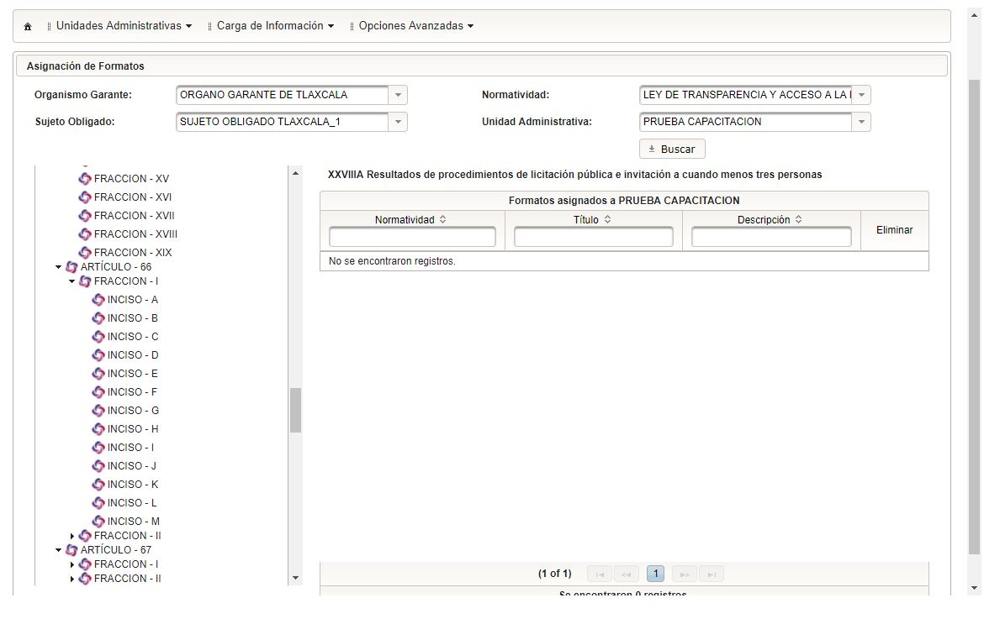 Unidades Administrativas Carga de Información Opciones Avanzadas
Asignación de Formatos
Organismo Garante: ORGANO GARANTE DE TLAXCALA Normatividad: LEY DE TRANSPARENCIA Y ACCESO A LA
Sujeto Obligado: SUJETO OBLIGADO TLAXCALA_1 Unidad Administrativa: PRUEBA CAPACITACION
Buscar
FRACCION - XV
FRACCION - XVI
FRACCION - XVII
FRACCION - XVIII
FRACCION - XIX
ARTÍCULO - 66
FRACCION - I
INCISO - A
INCISO - B
INCISO - C
INCISO - D
INCISO - E
INCISO - F
INCISO - G
INCISO - H
INCISO - I
INCISO - J
INCISO - K
INCISO - L
INCISO - M
FRACCION - II
ARTÍCULO - 67
FRACCION - I
FRACCION - II
XXVIIIA Resultados de procedimientos de licitación pública e invitación a cuando menos tres personas
Formatos asignados a PRUEBA CAPACITACION
Normatividad Título Descripción Eliminar
No se encontraron registros.
(1 of 1) 1
Se encontraron 0 registros